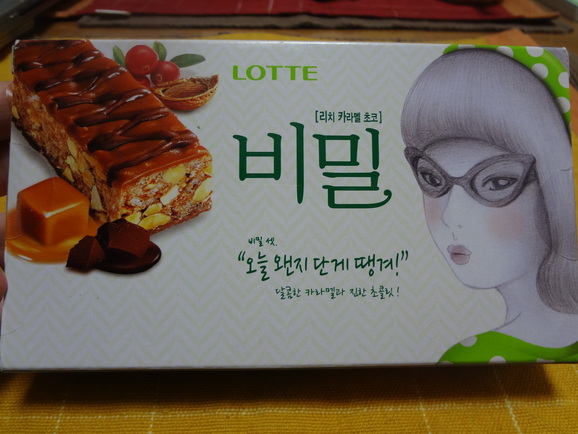 LOTTE
[리치 카라멜 초코]
비밀
비밀 셋.
“오늘 왠지 단게 땡겨!”
달콤한 카라멜과 진한 초콜릿!